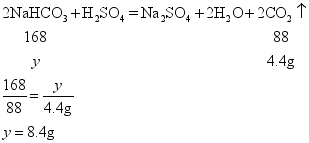 2NaHCO₃+H₂SO₄=Na₂SO₄+2H₂O+2CO₂↑
168 88
y 4.4g
168/88 = y/4.4g
y=8.4g